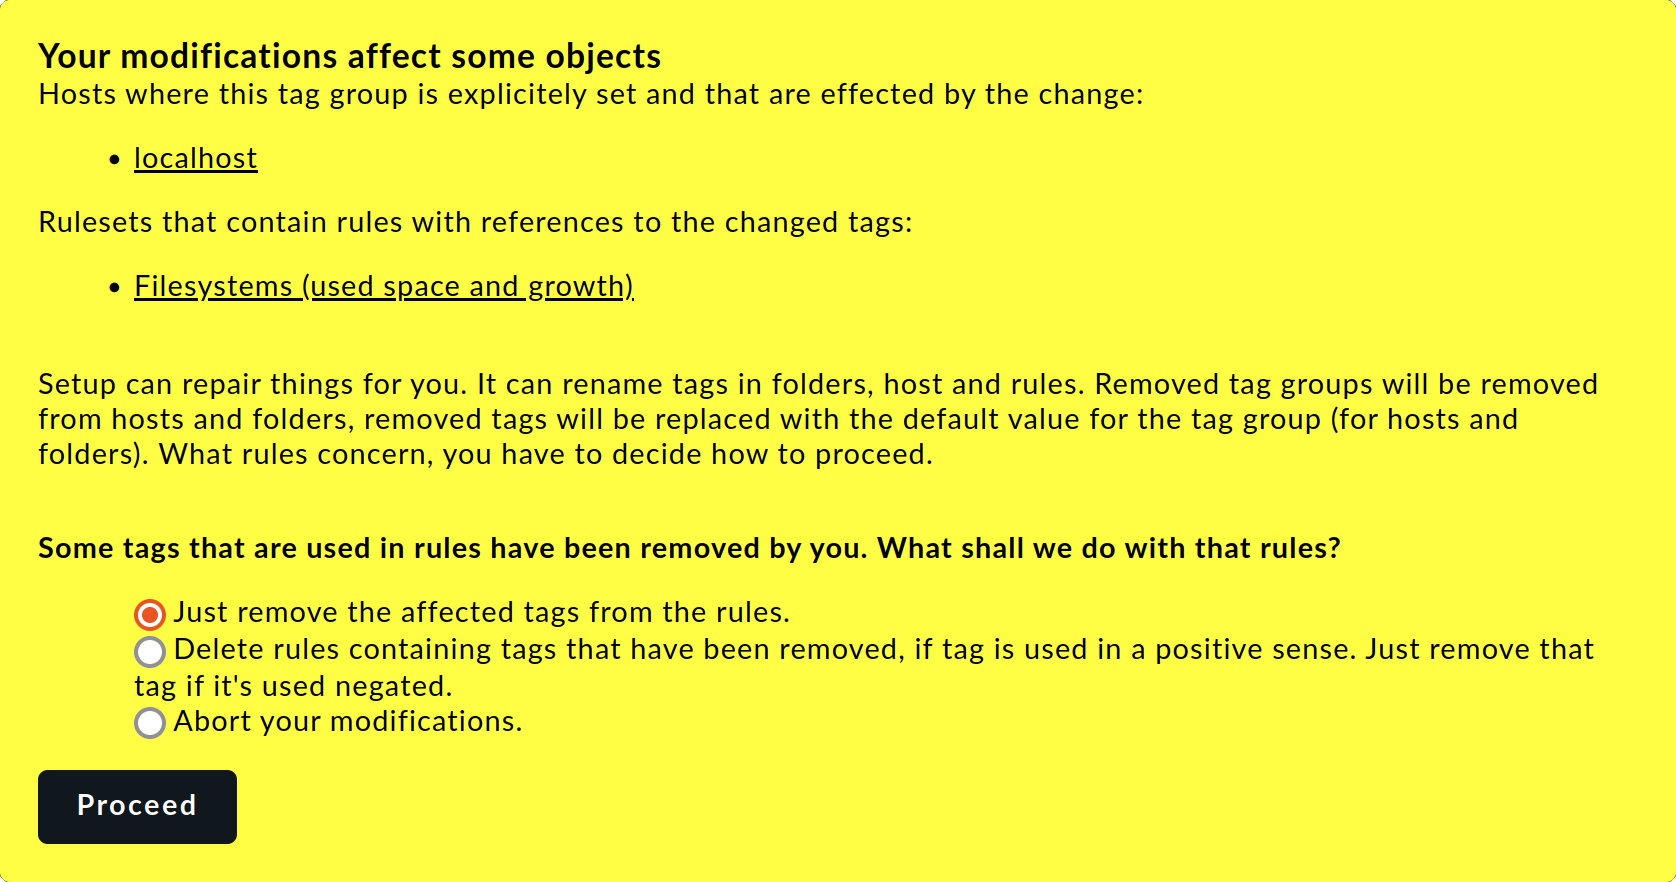 Your modifications affect some objects
Hosts where this tag group is explicitely set and that are effected by the change:
• localhost
Rulesets that contain rules with references to the changed tags:
• Filesystems (used space and growth)
Setup can repair things for you. It can rename tags in folders, host and rules. Removed tag groups will be removed
from hosts and folders, removed tags will be replaced with the default value for the tag group (for hosts and
folders). What rules concern, you have to decide how to proceed.
Some tags that are used in rules have been removed by you. What shall we do with that rules?
Just remove the affected tags from the rules.
Delete rules containing tags that have been removed, if tag is used in a positive sense. Just remove that
tag if it's used negated.
Abort your modifications.
Proceed